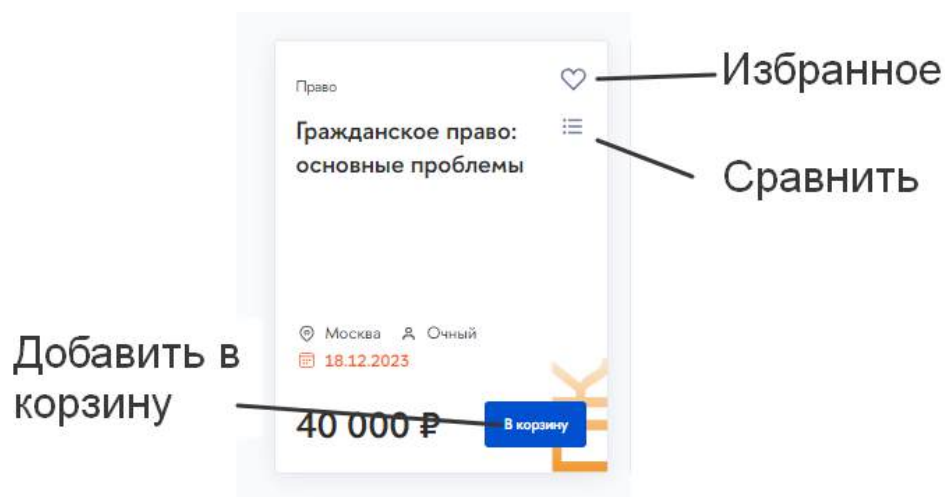 Избранное
Право
Гражданское право:
основные проблемы
Сравнить
Москва Очный
18.12.2023
Добавить в
корзину
40 000 ₽
В корзину